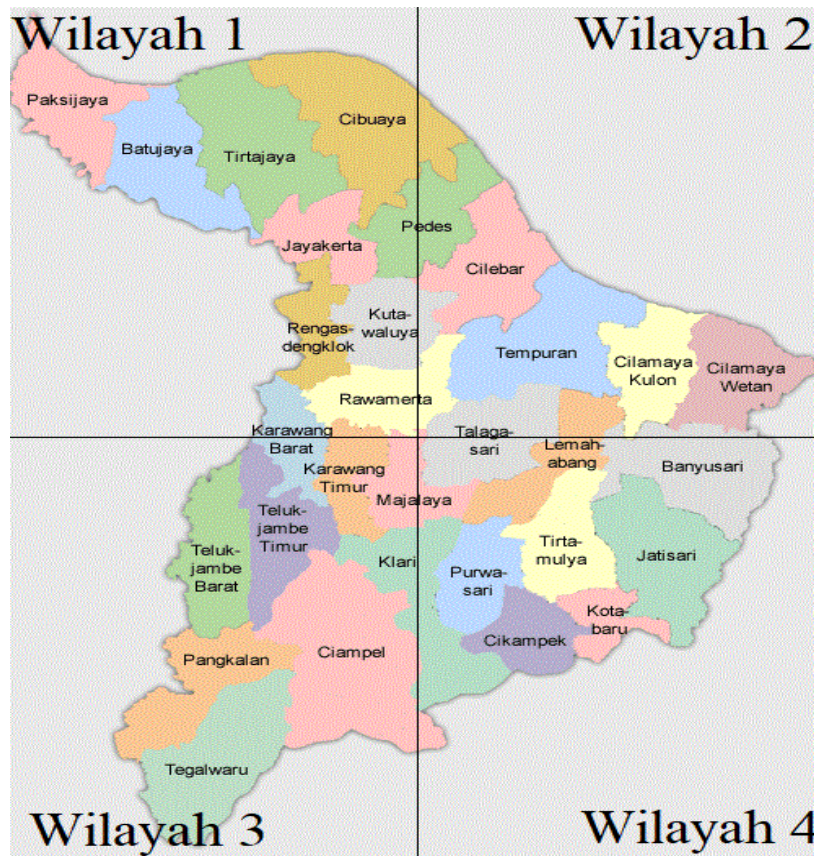 Wilayah 1
Wilayah 2
Paksijaya
Batujaya
Tirtajaya
Cibuaya
Jayakerta
Pedes
Cilebar
Rengas-
dengklok
Kuta-
waluya
Tempuran
Cilamaya
Kulon
Cilamaya
Wetan
Rawamerta
Karawang
Barat
Karawang
Timur
Talaga-
sari
Lemah-
abang
Banyusari
Majalaya
Teluk-
jambe
Timur
Teluk-
jambe
Barat
Klari
Purwa-
sari
Tirta-
mulya
Jatisari
Kota-
baru
Cikampek
Pangkalan
Ciampel
Tegalwaru
Wilayah 3
Wilayah 4